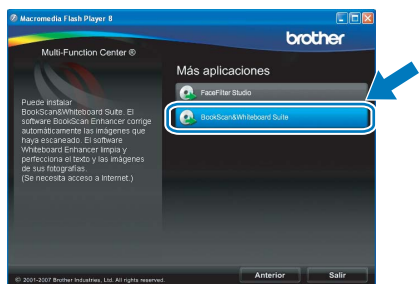 Macromedia Flash Player 8
brother
Multi-Function Center ®
Más aplicaciones
FaceFilter Studio
BookScan&Whiteboard Suite
Puede instalar
BookScan&Whiteboard Suite. El
software BookScan Enhancer corrige
automáticamente las imágenes que
haya escaneado. El software
Whiteboard Enhancer limpia y
perfecciona el texto y las imágenes
de sus fotografías.
(Se necesita acceso a Internet.)
© 2001-2007 Brother Industries, Ltd. All rights reserved.
Anterior
Salir